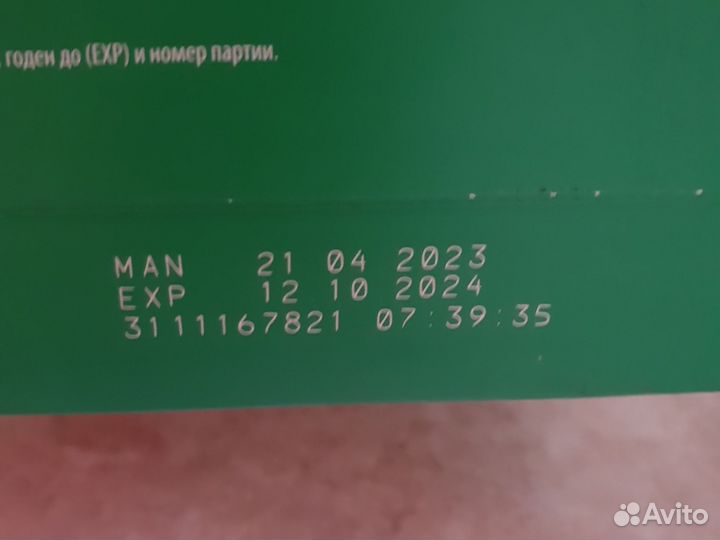 годен до (EXP) и номер партии.
MAN 21 04 2023
EXP 12 10 2024
3111167821 07:39:35
Avito